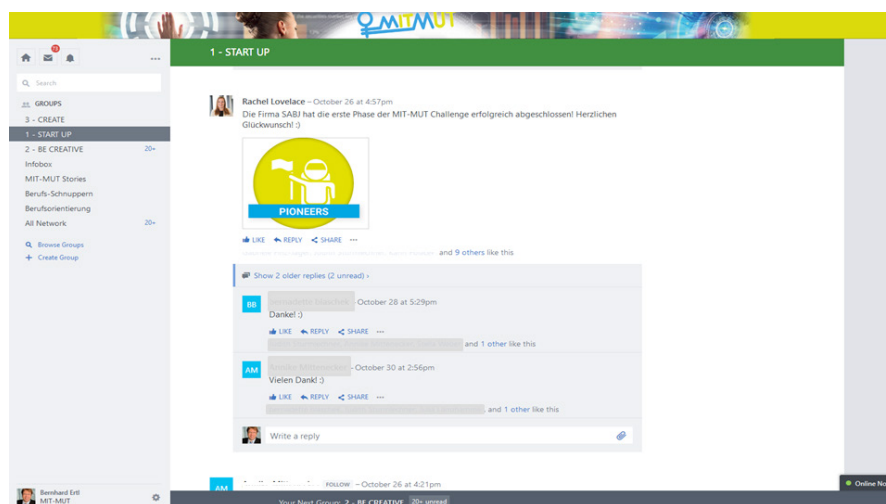 MITMUT
1 - START UP
73
Search
GROUPS
3 - CREATE
1 - START UP
2 - BE CREATIVE 20+
Infobox
MIT-MUT Stories
Berufs-Schnuppern
Berufsorientierung
All Network 20+
Browse Groups
Create Group
Bernhard Ertl
MIT-MUT
Rachel Lovelace – October 26 at 4:57pm
Die Firma SABJ hat die erste Phase der MIT-MUT Challenge erfolgreich abgeschlossen! Herzlichen
Glückwunsch! :)
PIONEERS
LIKE REPLY SHARE
and 9 others like this
Show 2 older replies (2 unread) ›
BB
- October 28 at 5:29pm
Danke! :)
LIKE REPLY SHARE
and 1 other like this
AM
- October 30 at 2:56pm
Vielen Dank! :)
LIKE REPLY SHARE
, and 1 other like this
Write a reply
AM
FOLLOW – October 26 at 4:21pm
Your Next Group: 2 - BE CREATIVE 20+ unread
Online No